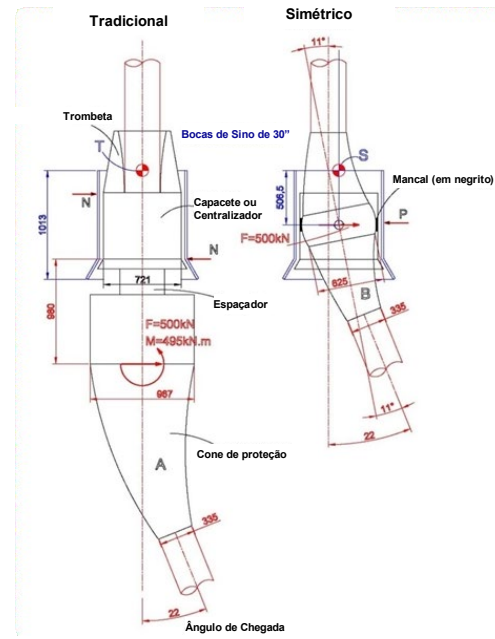 Tradicional
Simétrico
11°
Trombeta
Bocas de Sino de 30”
T
S
Mancal (em negrito)
N
Capacete ou
Centralizador
1013
506,5
P
F=500kN
N
721
980
625
B
Espaçador
335
F=500kN
M=495kN.m
967
11°
22
Cone de proteção
A
335
22
Ângulo de Chegada